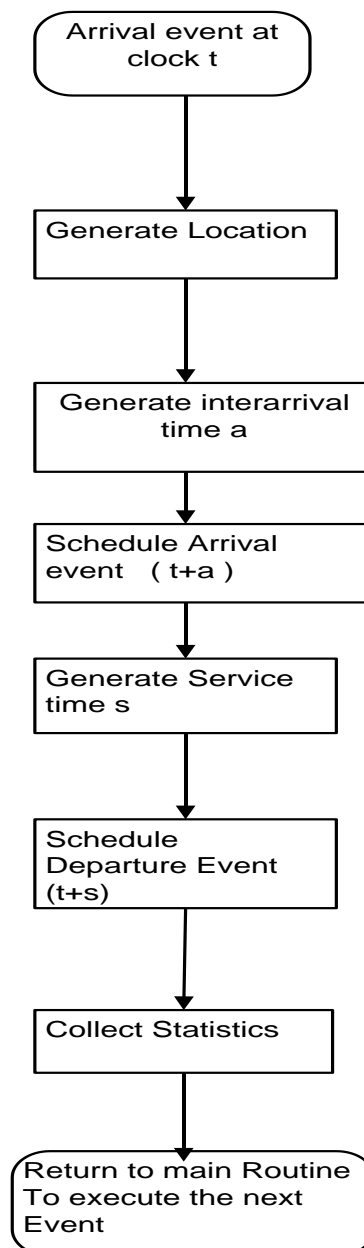 Arrival event at
clock t
Generate Location
Generate interarrival
time a
Schedule Arrival
event ( t+a )
Generate Service
time s
Schedule
Departure Event
(t+s)
Collect Statistics
Return to main Routine
To execute the next
Event